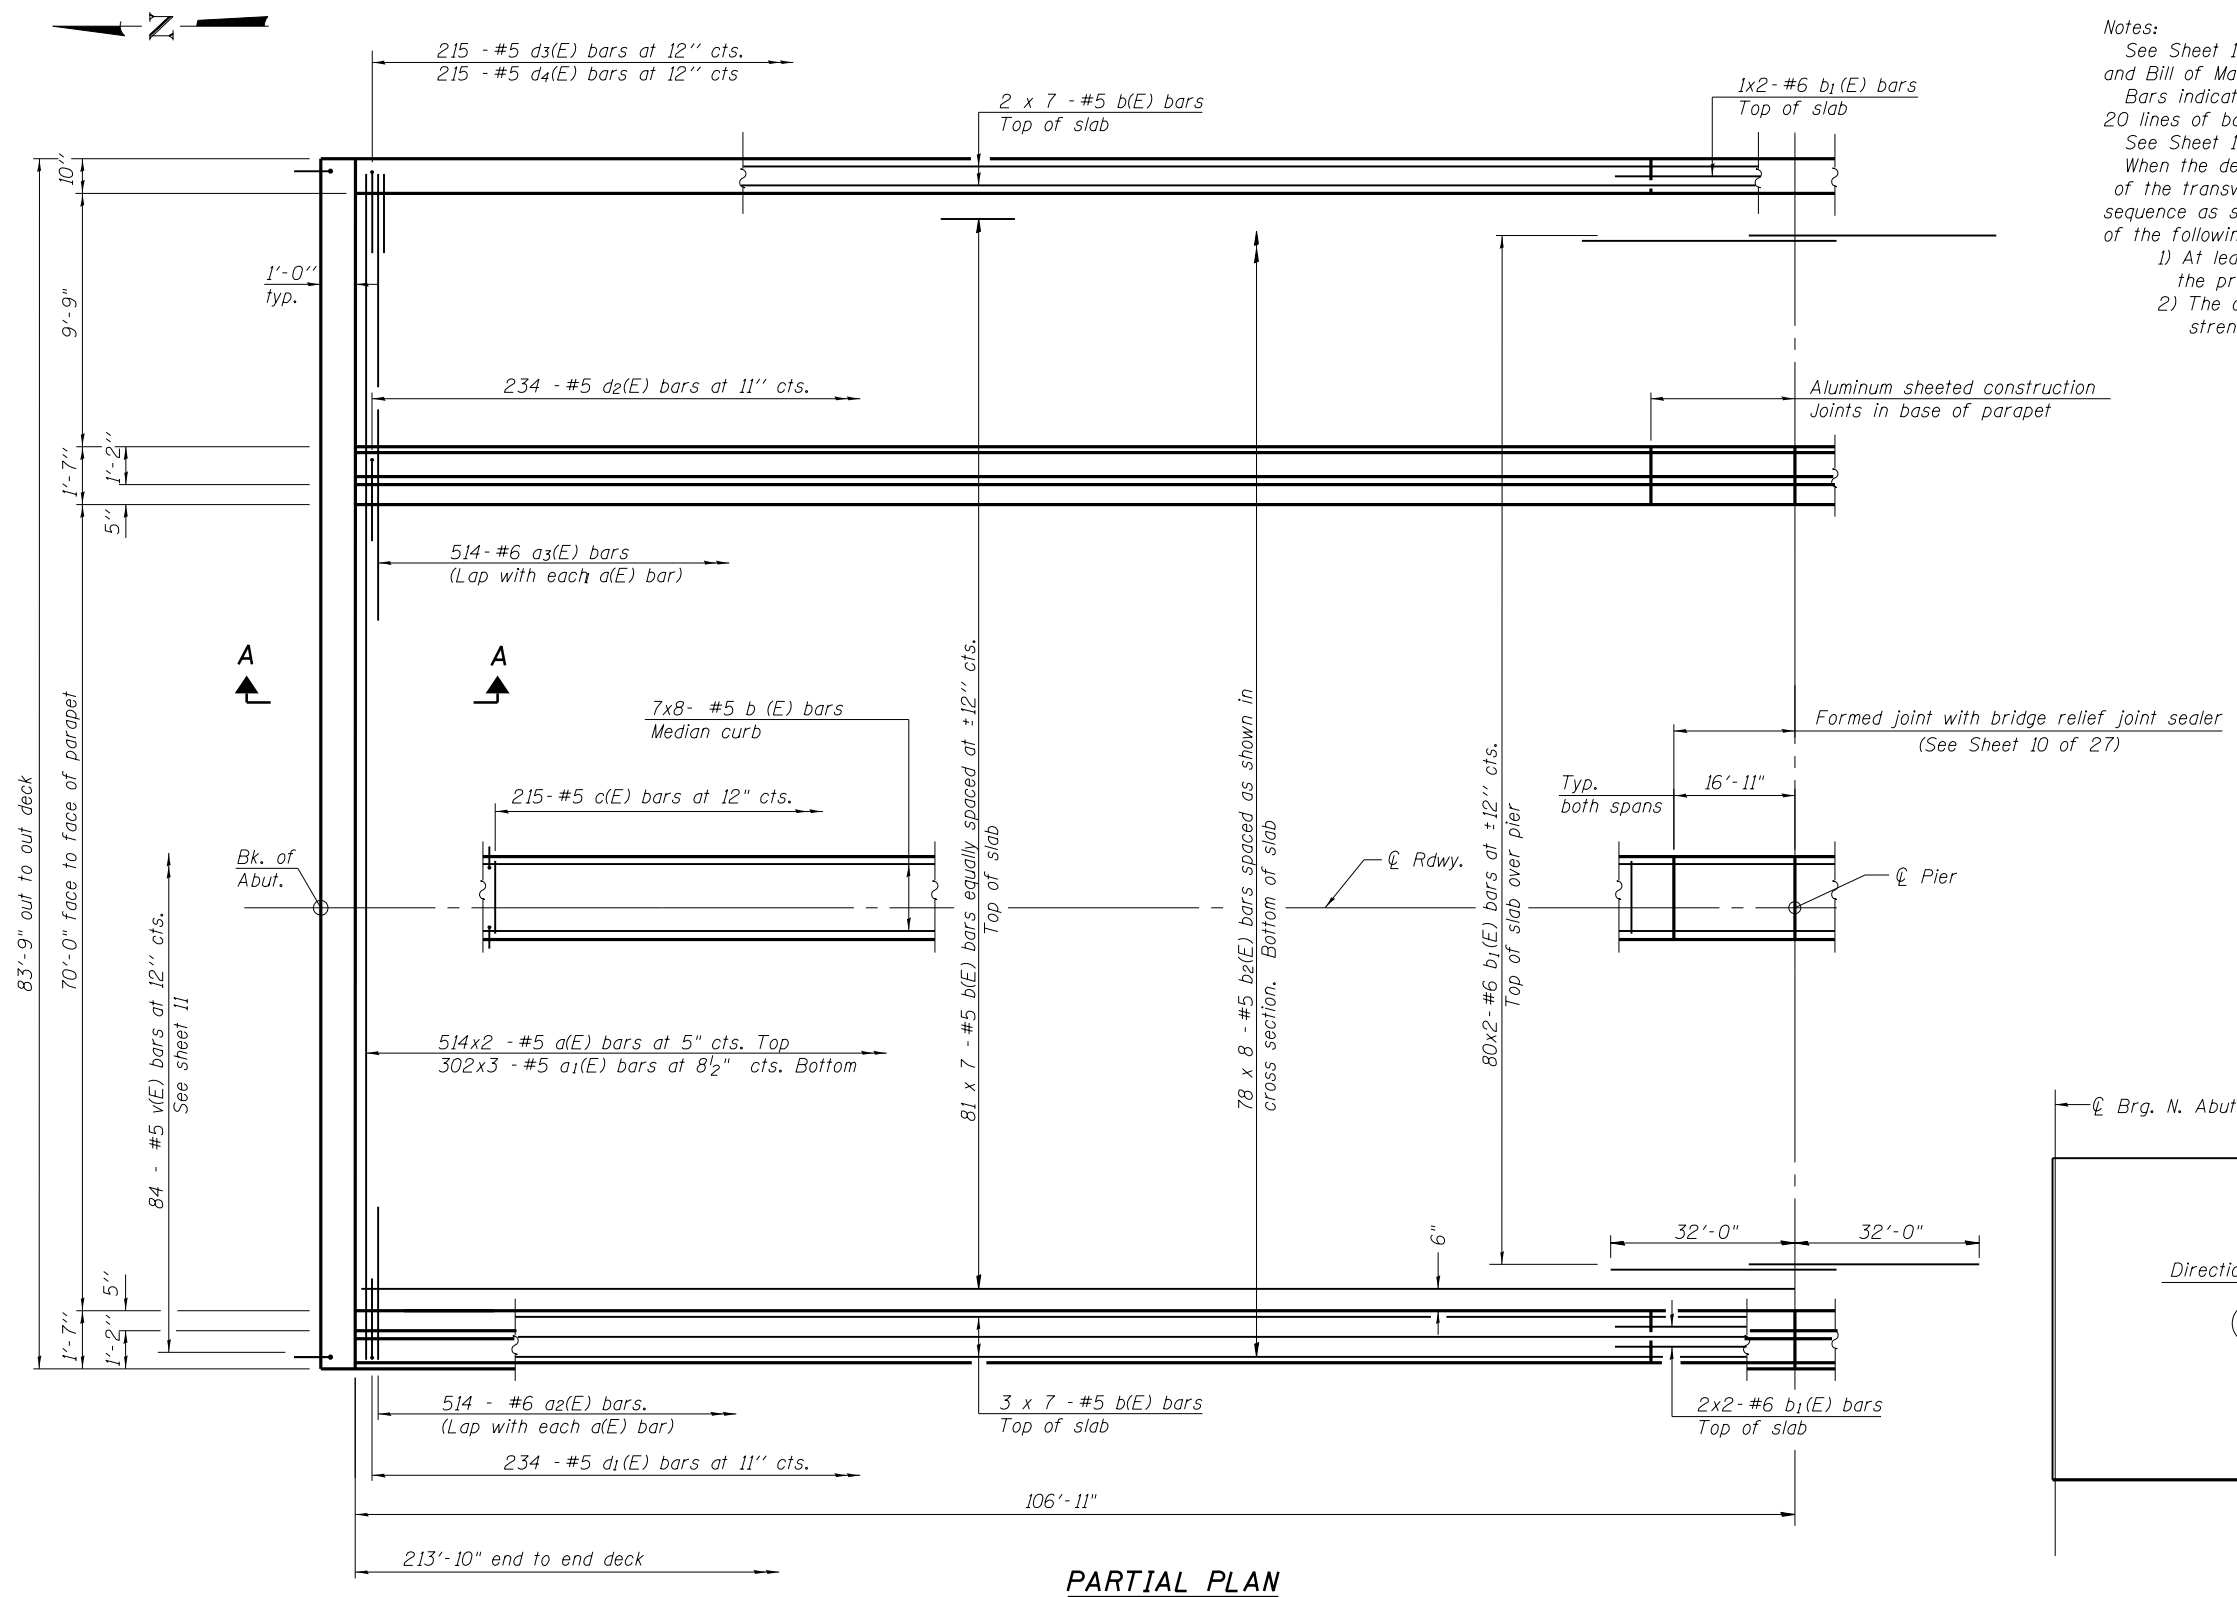 N
215 - #5 d3(E) bars at 12'' cts.
215 - #5 d4(E) bars at 12'' cts
2 x 7 - #5 b(E) bars
Top of slab
1x2- #6 b1(E) bars
Top of slab
Notes:
See Sheet 1
and Bill of Ma
Bars indicat
20 lines of ba
See Sheet 1
When the de
of the transv
sequence as s
of the followin
1) At lea
the pr
2) The
stren
10''
9'-9"
1'-0''
typ.
234 - #5 d2(E) bars at 11'' cts.
Aluminum sheeted construction
Joints in base of parapet
1'-7''
1'-2''
5''
514- #6 a3(E) bars
(Lap with each a(E) bar)
A
A
7x8- #5 b (E) bars
Median curb
215- #5 c(E) bars at 12" cts.
Formed joint with bridge relief joint sealer
(See Sheet 10 of 27)
Typ.
both spans
16'-11"
Bk. of
Abut.
℄ Rdwy.
℄ Pier
83'-9" out to out deck
70'-0" face to face of parapet
84 - #5 v(E) bars at 12'' cts.
See sheet 11
81 x 7 - #5 b(E) bars equally spaced at ±12'' cts.
Top of slab
78 x 8 - #5 b2(E) bars spaced as shown in
cross section. Bottom of slab
80x2- #6 b1(E) bars at ±12'' cts.
Top of slab over pier
514x2 - #5 a(E) bars at 5" cts. Top
302x3 - #5 a1(E) bars at 8½" cts. Bottom
℄ Brg. N. Abut
6"
32'-0"
32'-0"
Directio
5''
1'-7''
1'-2''
514 - #6 a2(E) bars.
(Lap with each a(E) bar)
3 x 7 - #5 b(E) bars
Top of slab
2x2- #6 b1(E) bars
Top of slab
234 - #5 d1(E) bars at 11'' cts.
106'-11"
213'-10" end to end deck
PARTIAL PLAN